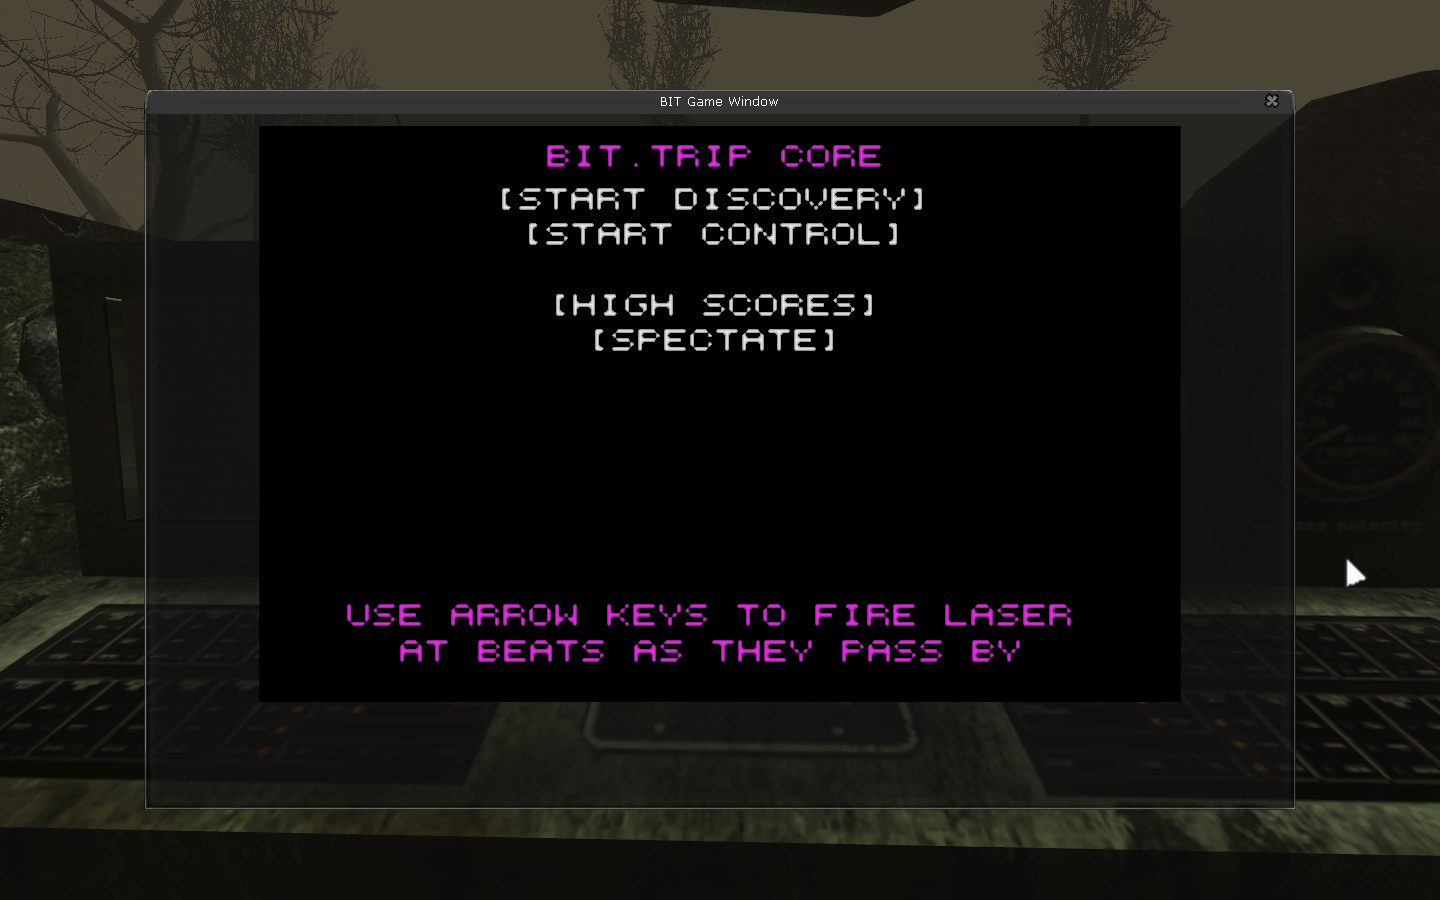 BIT Game Window
BIT.TRIP CORE
[START DISCOVERY]
[START CONTROL]
[HIGH SCORES]
[SPECTATE]
polarity
USE ARROW KEYS TO FIRE LASER
AT BEATS AS THEY PASS BY